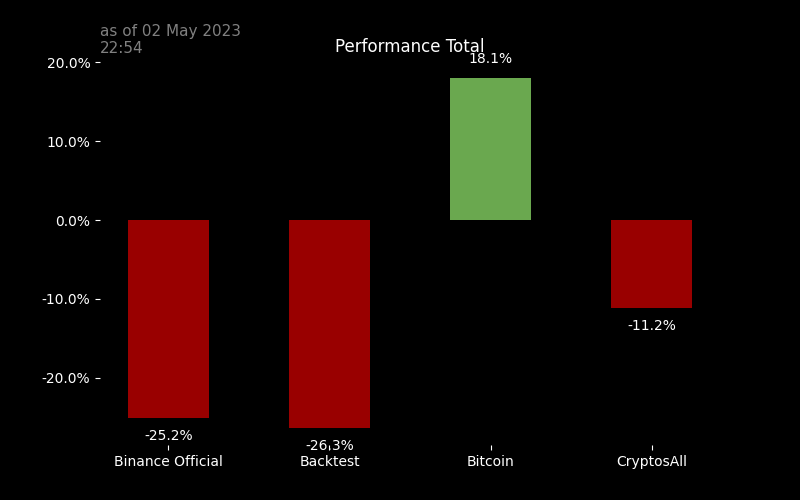 as of 02 May 2023
22:54
Performance Total
20.0%
10.0%
0.0%
-10.0%
-20.0%
18.1%
-11.2%
-25.2%
-26.3%
Binance Official
Backtest
Bitcoin
CryptosAll